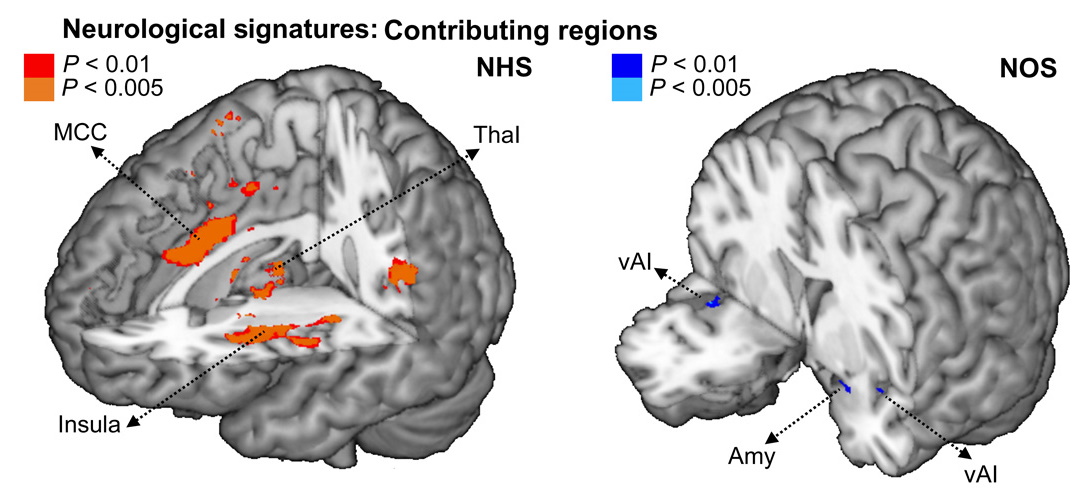 Neurological signatures: Contributing regions
P < 0.01
P < 0.005
NHS
MCC
Thal
Insula
P < 0.01
P < 0.005
NOS
vAI
Amy
vAI